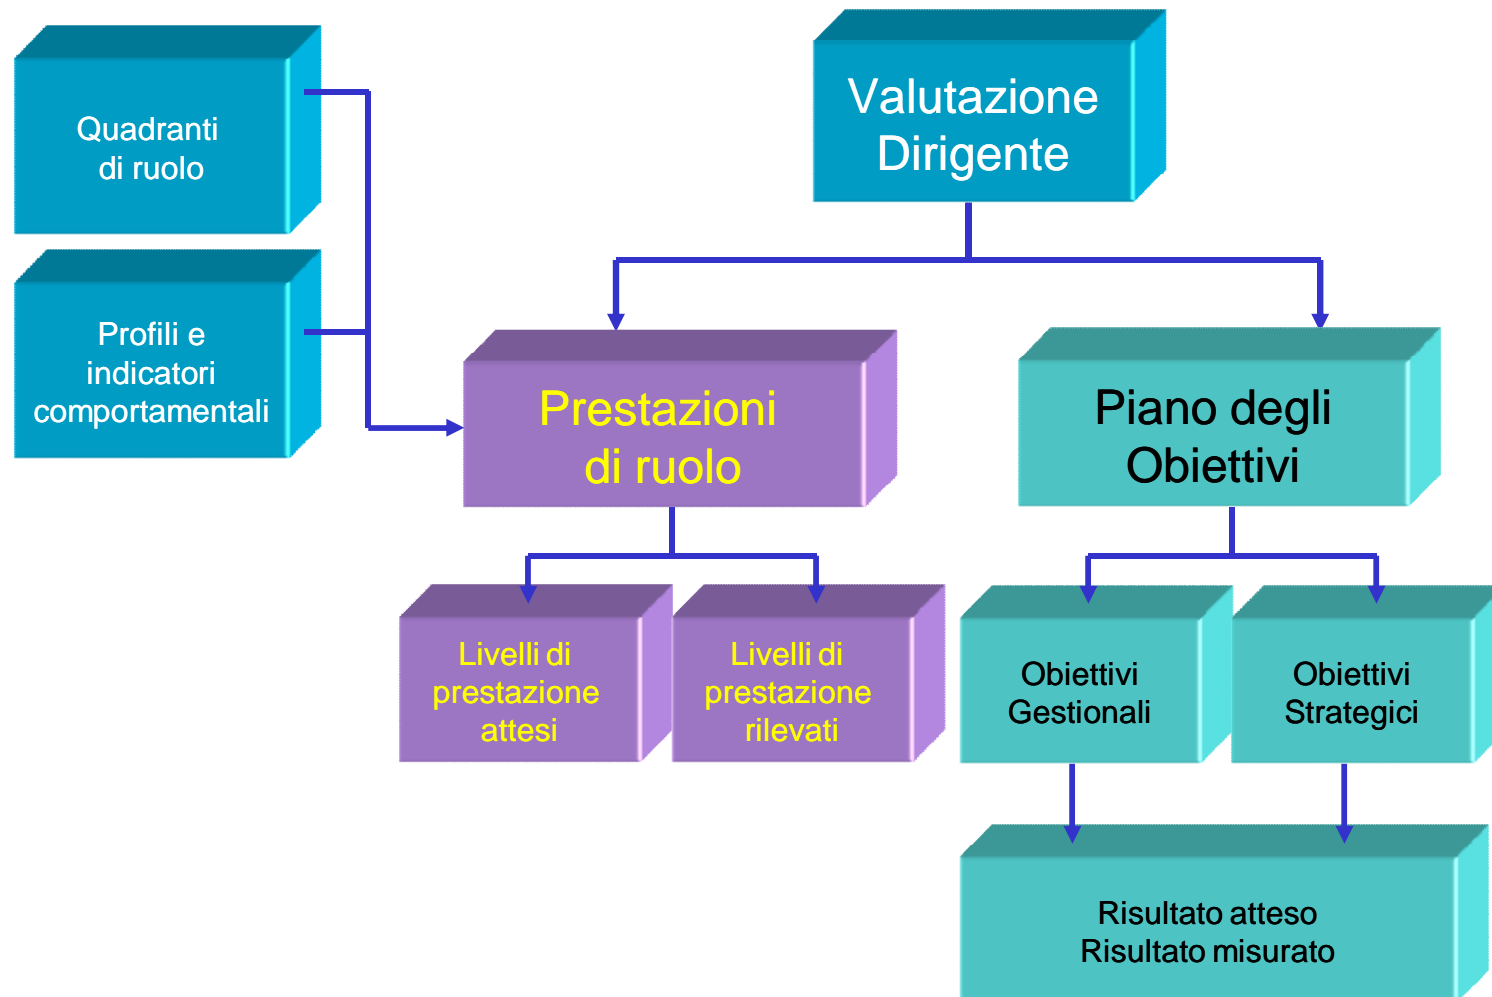 Valutazione
Dirigente
Quadranti
di ruolo
Profili e
indicatori
comportamentali
Prestazioni
di ruolo
Piano degli
Obiettivi
Livelli di
prestazione
attesi
Livelli di
prestazione
rilevati
Obiettivi
Gestionali
Obiettivi
Strategici
Risultato atteso
Risultato misurato